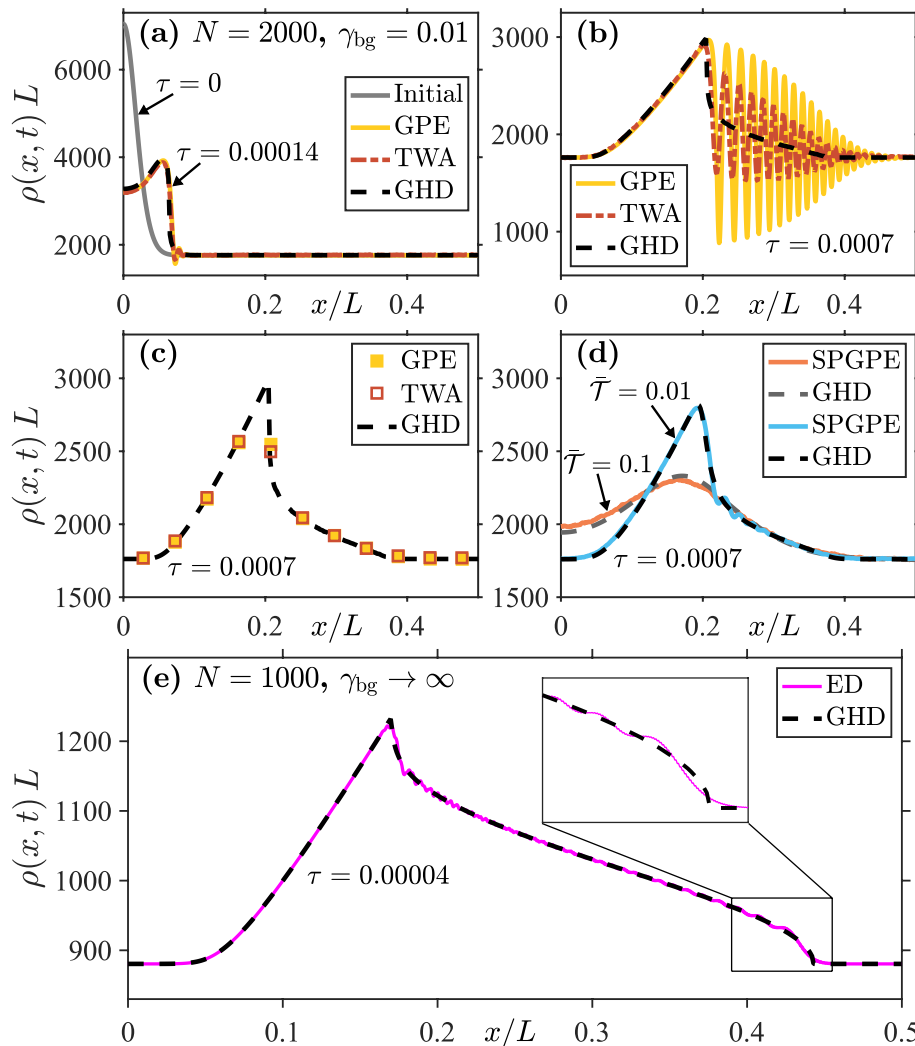 (a) N = 2000, γbg = 0.01
6000
4000
2000
ρ(x, t) L
τ = 0
τ = 0.00014
Initial
GPE
TWA
GHD
0 0.2 0.4
x/L
(b)
3000
2000
1000
GPE
TWA
GHD
τ = 0.0007
0 0.2 0.4
x/L
(c)
3000
2500
2000
1500
ρ(x, t) L
GPE
TWA
GHD
τ = 0.0007
0 0.2 0.4
x/L
(d)
3000
2500
2000
1500
𝒯̄ = 0.01
𝒯̄ = 0.1
SPGPE
GHD
SPGPE
GHD
τ = 0.0007
0 0.2 0.4
x/L
(e) N = 1000, γbg → ∞
1200
1100
1000
900
ρ(x, t) L
τ = 0.00004
ED
GHD
0 0.1 0.2 0.3 0.4 0.5
x/L